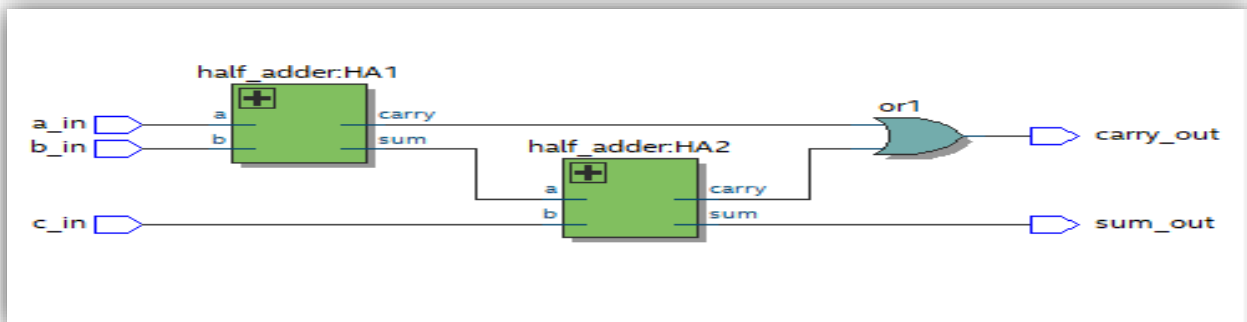 half_adder:HA1
a carry
b sum
a_in
b_in
or1
carry_out
half_adder:HA2
a carry
b sum
c_in
sum_out